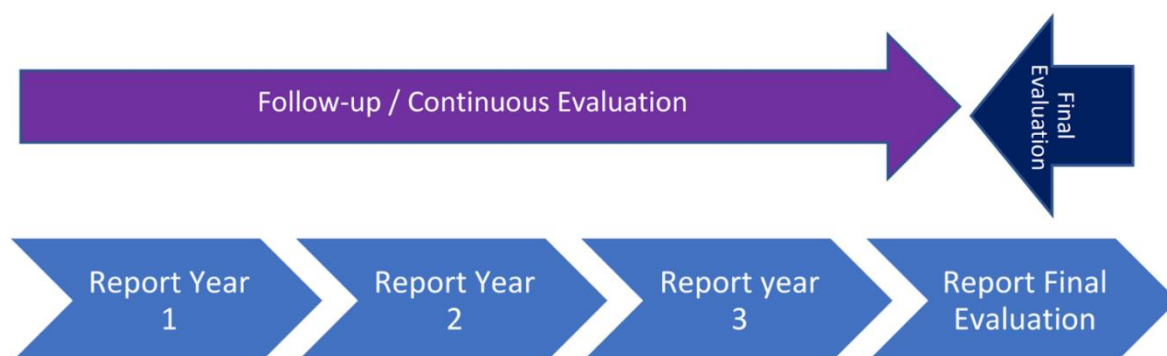 Follow-up / Continuous Evaluation
Final
Evaluation
Report Year
1
Report Year
2
Report year
3
Report Final
Evaluation